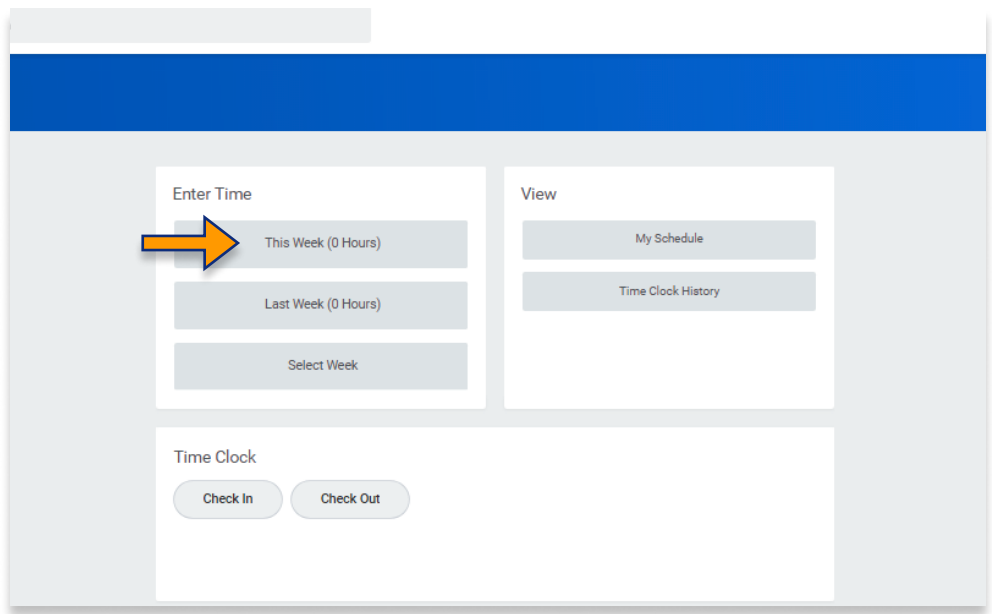 Enter Time
This Week (0 Hours)
Last Week (0 Hours)
Select Week
View
My Schedule
Time Clock History
Time Clock
Check In
Check Out